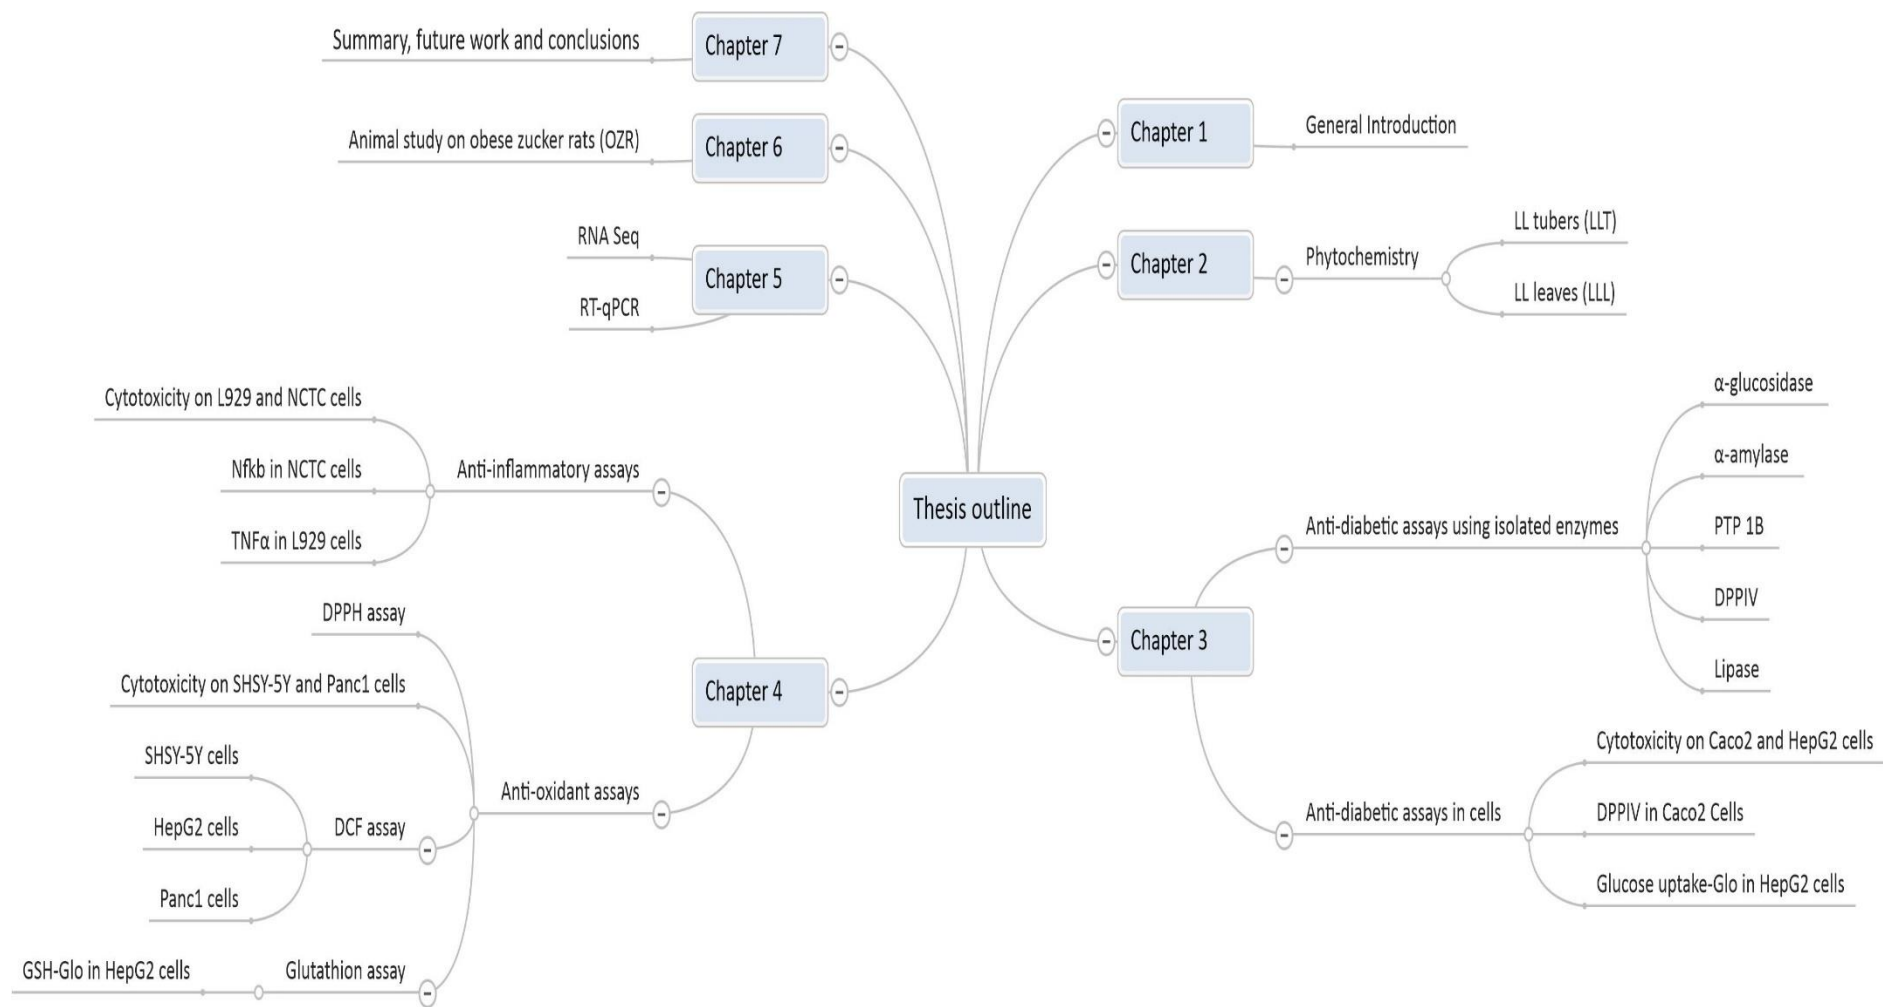 Thesis outline
Chapter 1
General Introduction
Chapter 2
Phytochemistry
LL tubers (LLT)
LL leaves (LLL)
Chapter 3
Anti-diabetic assays using isolated enzymes
α-glucosidase
α-amylase
PTP 1B
DPPIV
Lipase
Anti-diabetic assays in cells
Cytotoxicity on Caco2 and HepG2 cells
DPPIV in Caco2 Cells
Glucose uptake-Glo in HepG2 cells
Chapter 4
Anti-inflammatory assays
Cytotoxicity on L929 and NCTC cells
Nfkb in NCTC cells
TNFα in L929 cells
Anti-oxidant assays
DPPH assay
Cytotoxicity on SHSY-5Y and Panc1 cells
DCF assay
SHSY-5Y cells
HepG2 cells
Panc1 cells
Glutathion assay
GSH-Glo in HepG2 cells
Chapter 5
RNA Seq
RT-qPCR
Chapter 6
Animal study on obese zucker rats (OZR)
Chapter 7
Summary, future work and conclusions